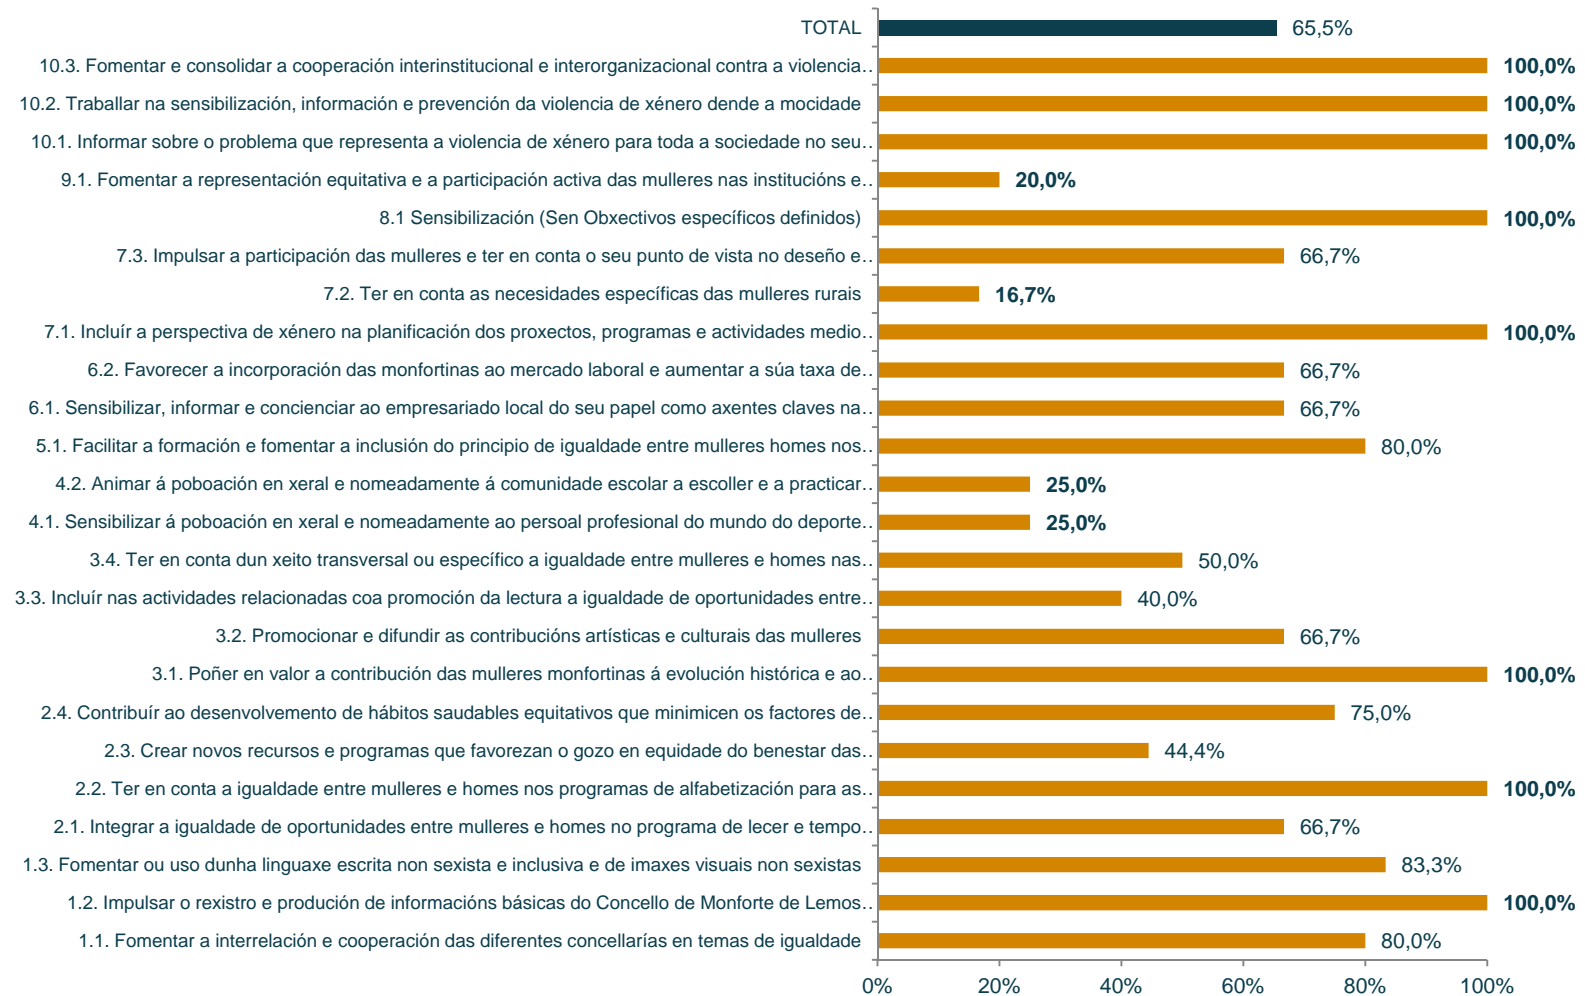 TOTAL 65,5%
10.3. Fomentar e consolidar a cooperación interinstitucional e interorganizacional contra a violencia.. 100,0%
10.2. Traballar na sensibilización, información e prevención da violencia de xénero dende a mocidade 100,0%
10.1. Informar sobre o problema que representa a violencia de xénero para toda a sociedade no seu.. 100,0%
9.1. Fomentar a representación equitativa e a participación activa das mulleres nas institucións e.. 20,0%
8.1 Sensibilización (Sen Obxectivos específicos definidos) 100,0%
7.3. Impulsar a participación das mulleres e ter en conta o seu punto de vista no deseño e.. 66,7%
7.2. Ter en conta as necesidades específicas das mulleres rurais 16,7%
7.1. Incluír a perspectiva de xénero na planificación dos proxectos, programas e actividades medio.. 100,0%
6.2. Favorecer a incorporación das monfortinas ao mercado laboral e aumentar a súa taxa de.. 66,7%
6.1. Sensibilizar, informar e concienciar ao empresariado local do seu papel como axentes claves na.. 66,7%
5.1. Facilitar a formación e fomentar a inclusión do principio de igualdade entre mulleres homes nos.. 80,0%
4.2. Animar á poboación en xeral e nomeadamente á comunidade escolar a escoller e a practicar.. 25,0%
4.1. Sensibilizar á poboación en xeral e nomeadamente ao persoal profesional do mundo do deporte.. 25,0%
3.4. Ter en conta dun xeito transversal ou específico a igualdade entre mulleres e homes nas.. 50,0%
3.3. Incluír nas actividades relacionadas coa promoción da lectura a igualdade de oportunidades entre.. 40,0%
3.2. Promocionar e difundir as contribucións artísticas e culturais das mulleres 66,7%
3.1. Poñer en valor a contribución das mulleres monfortinas á evolución histórica e ao.. 100,0%
2.4. Contribuír ao desenvolvemento de hábitos saudables equitativos que minimicen os factores de.. 75,0%
2.3. Crear novos recursos e programas que favorezan o gozo en equidade do benestar das.. 44,4%
2.2. Ter en conta a igualdade entre mulleres e homes nos programas de alfabetización para as.. 100,0%
2.1. Integrar a igualdade de oportunidades entre mulleres e homes no programa de lecer e tempo.. 66,7%
1.3. Fomentar ou uso dunha linguaxe escrita non sexista e inclusiva e de imaxes visuais non sexistas 83,3%
1.2. Impulsar o rexistro e produción de informacións básicas do Concello de Monforte de Lemos.. 100,0%
1.1. Fomentar a interrelación e cooperación das diferentes concellarías en temas de igualdade 80,0%
0% 20% 40% 60% 80% 100%